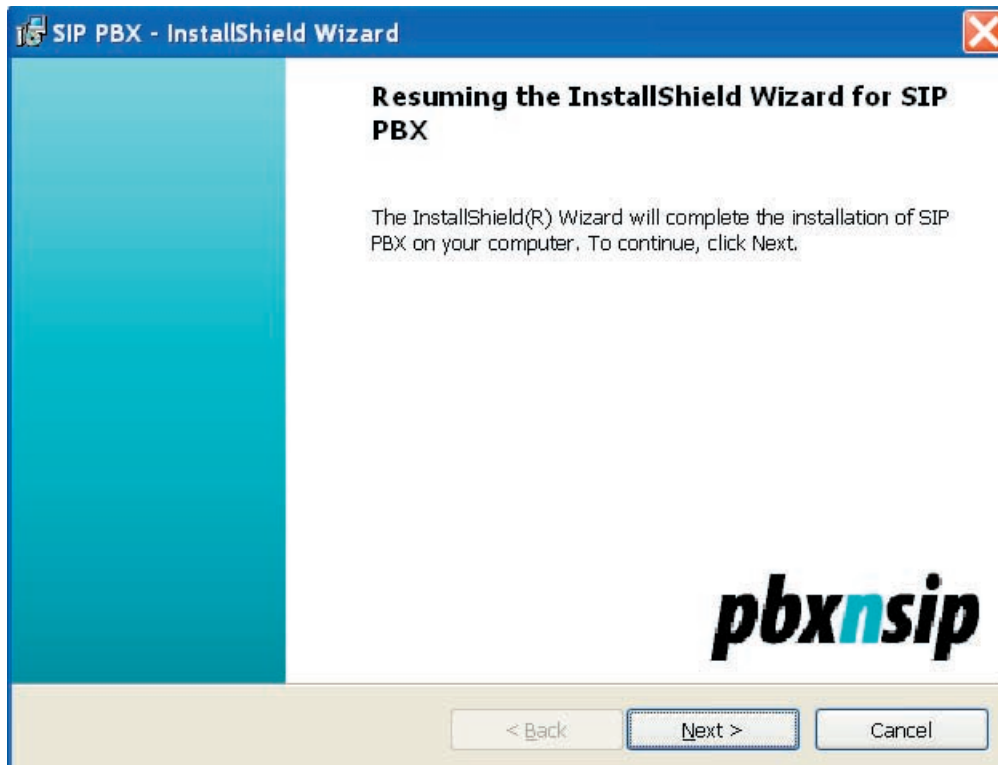 SIP PBX - InstallShield Wizard
Resuming the InstallShield Wizard for SIP
PBX
The InstallShield(R) Wizard will complete the installation of SIP
PBX on your computer. To continue, click Next.
pbxnsip
< Back
Next >
Cancel